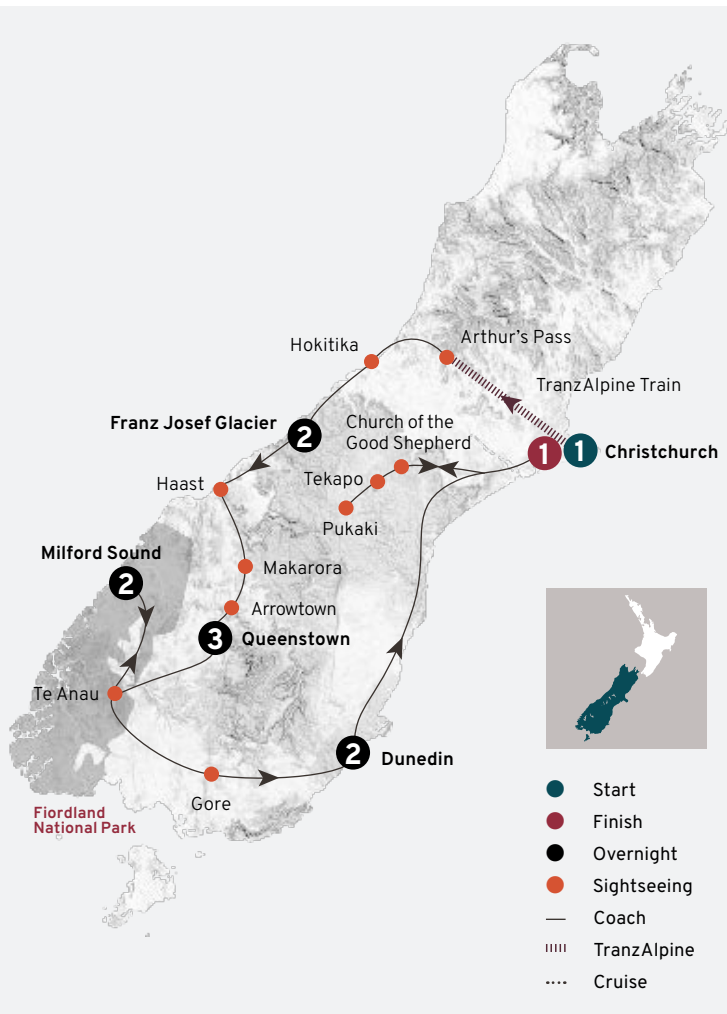 Arthur's Pass
Hokitika
TranzAlpine Train
Franz Josef Glacier
2
Church of the
Good Shepherd
1
1
Christchurch
Tekapo
Haast
Pukaki
Milford Sound
2
Makarora
Arrowtown
3
Queenstown
Te Anau
2
Dunedin
Gore
Fiordland
National Park
Start
Finish
Overnight
Sightseeing
Coach
TranzAlpine
Cruise